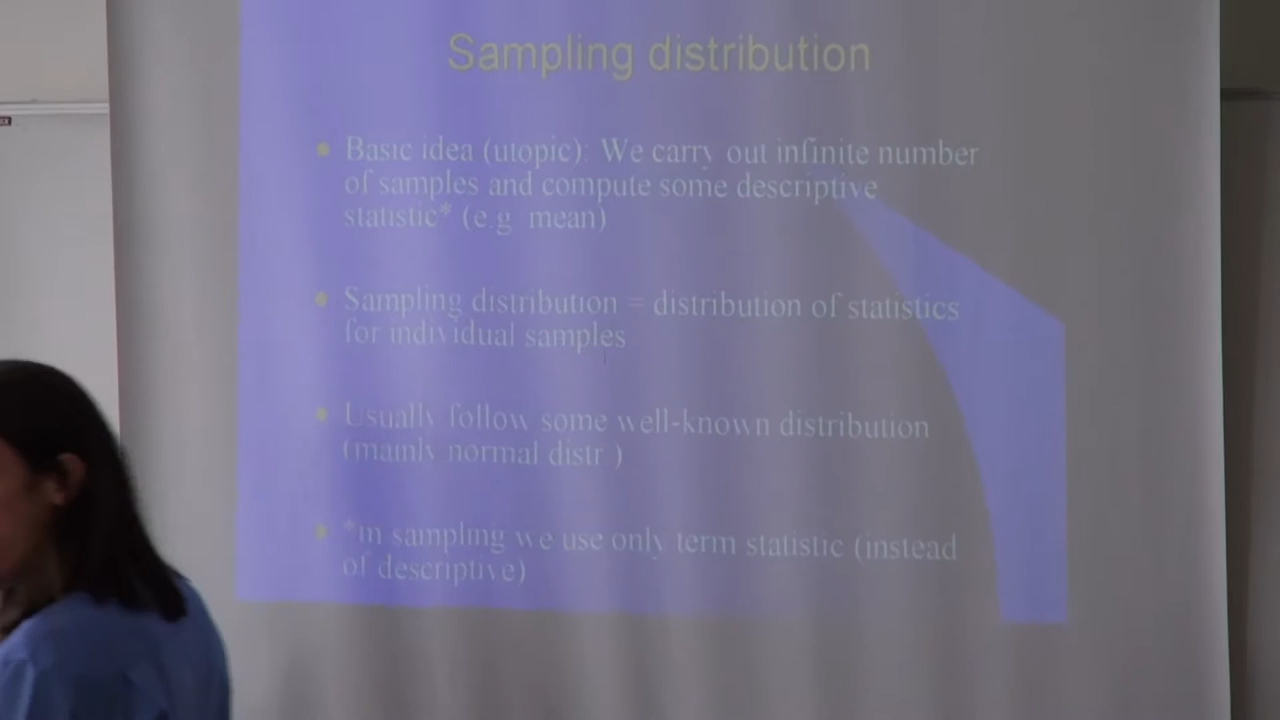 Sampling distribution
Basic idea (utopic): We carry out infinite number
of samples and compute some descriptive
statistic* (e.g. mean)
Sampling distribution = distribution of statistics
for individual samples
Usually follow some well-known distribution
(mainly normal distr.)
*in sampling we use only term statistic (instead
of descriptive)